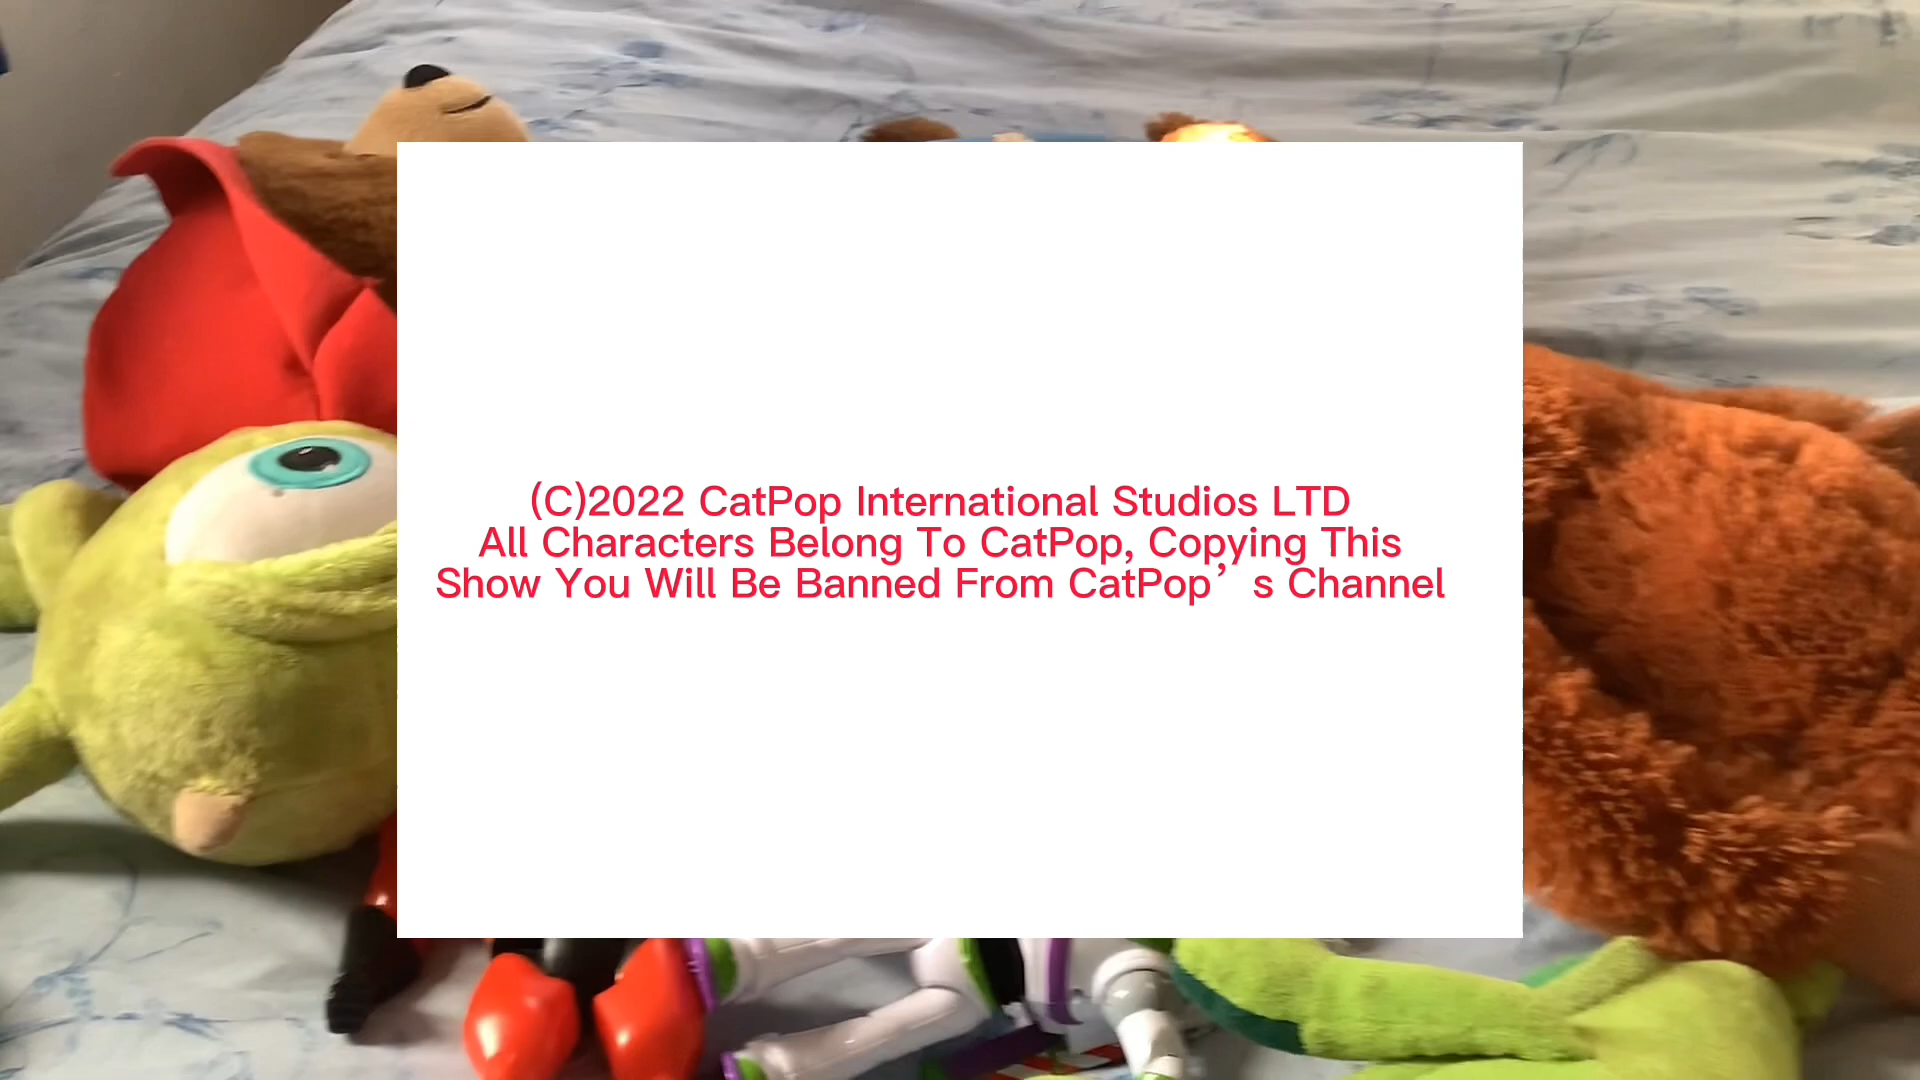 (C)2022 CatPop International Studios LTD
All Characters Belong To CatPop, Copying This
Show You Will Be Banned From CatPop’s Channel